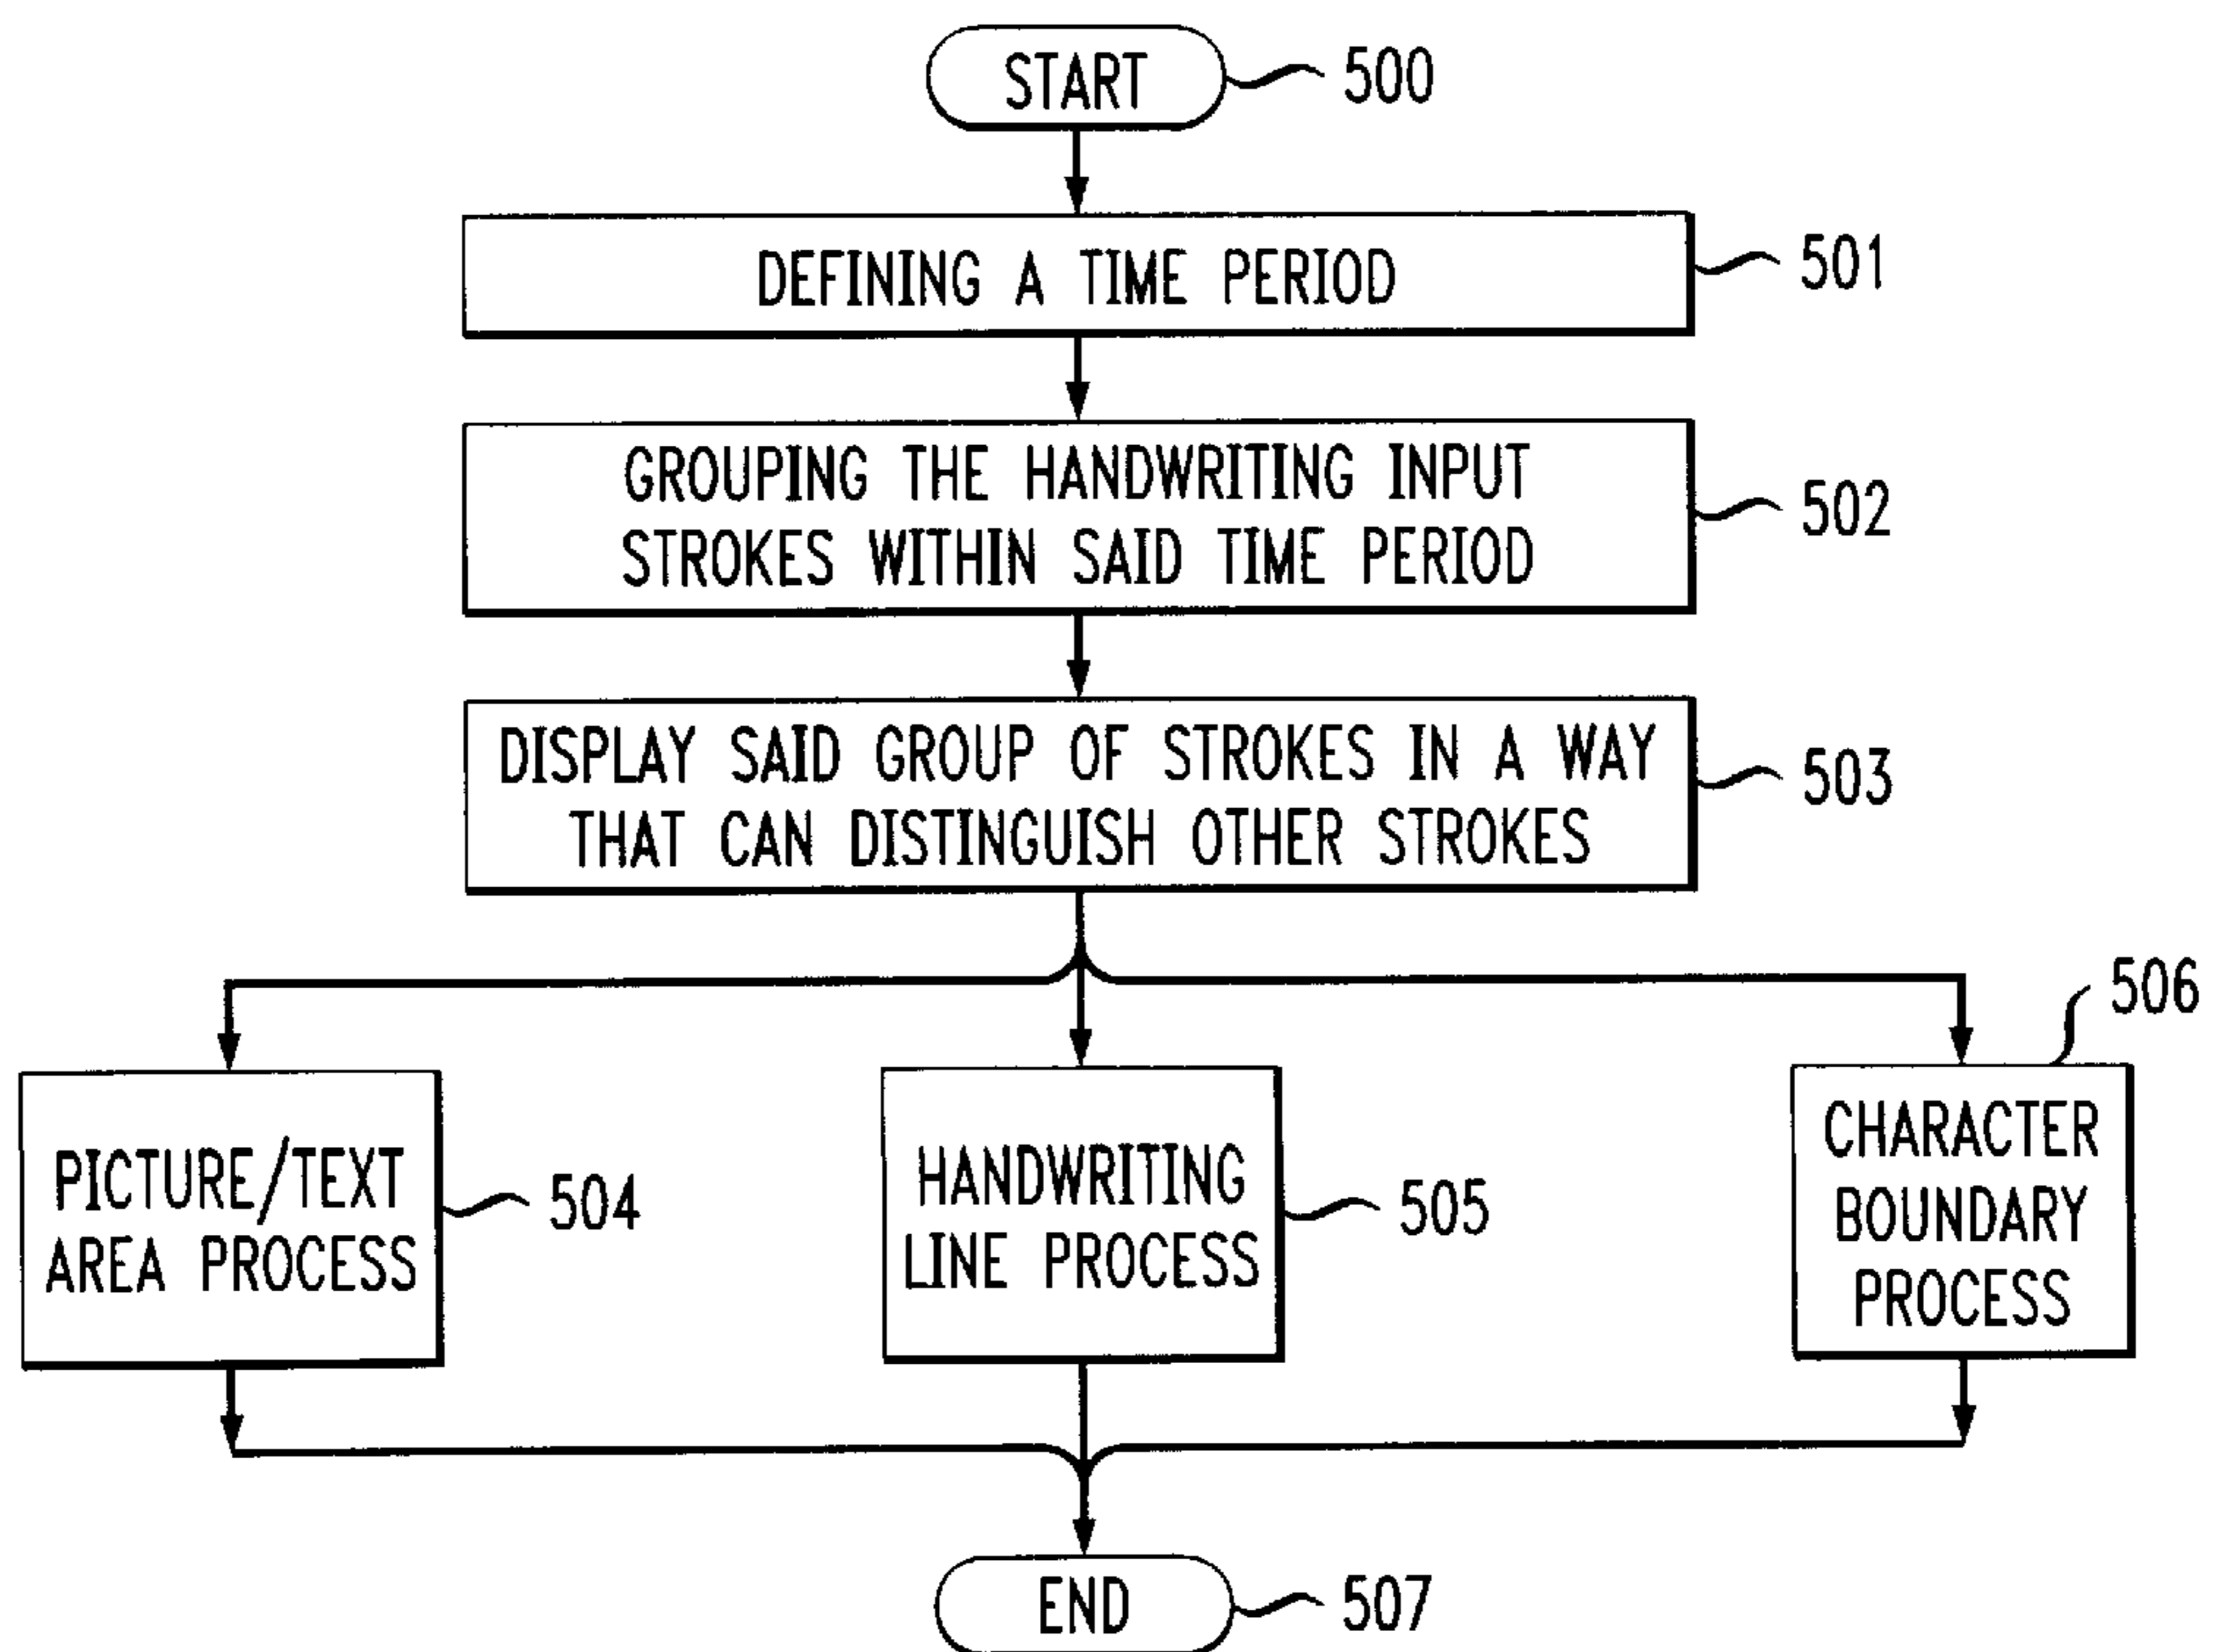 START
500
DEFINING A TIME PERIOD
501
GROUPING THE HANDWRITING INPUT
STROKES WITHIN SAID TIME PERIOD
502
DISPLAY SAID GROUP OF STROKES IN A WAY
THAT CAN DISTINGUISH OTHER STROKES
503
PICTURE/TEXT
AREA PROCESS
504
HANDWRITING
LINE PROCESS
505
CHARACTER
BOUNDARY
PROCESS
506
END
507